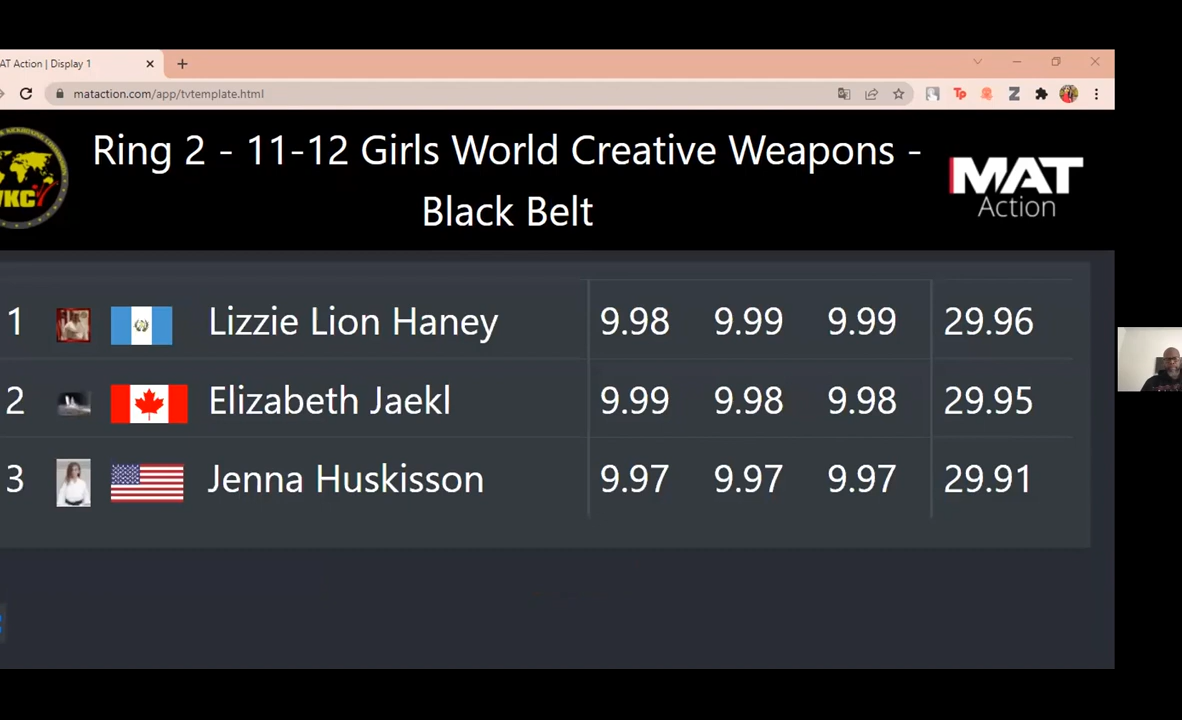 AT Action | Display 1
mataction.com/app/tvtemplate.html
Ring 2 - 11-12 Girls World Creative Weapons -
Black Belt
MAT
Action
1 Lizzie Lion Haney 9.98 9.99 9.99 29.96
2 Elizabeth Jaekl 9.99 9.98 9.98 29.95
3 Jenna Huskisson 9.97 9.97 9.97 29.91